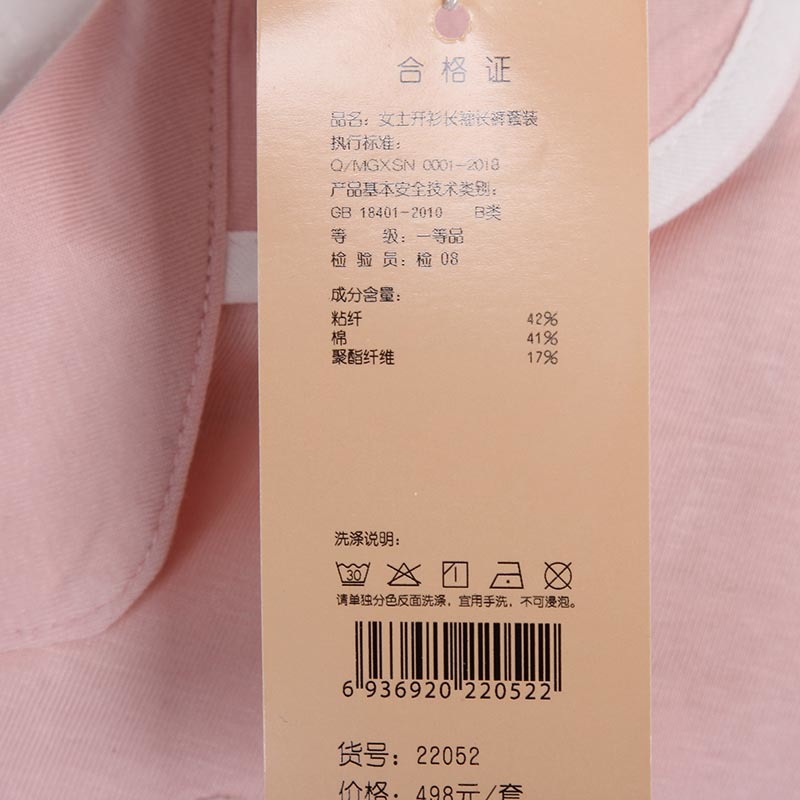 合格证
品名：女士开衫长袖长裤套装
执行标准：
Q/MGXSN 0001-2018
产品基本安全技术类别：
GB 18401-2010 B类
等 级：一等品
检 验 员：检 08
成分含量：
粘纤 42%
棉 41%
聚酯纤维 17%
洗涤说明：
30
请单独分色反面洗涤，宜用手洗，不可浸泡。
6 936920 220522
货号：22052
价格：498元/套